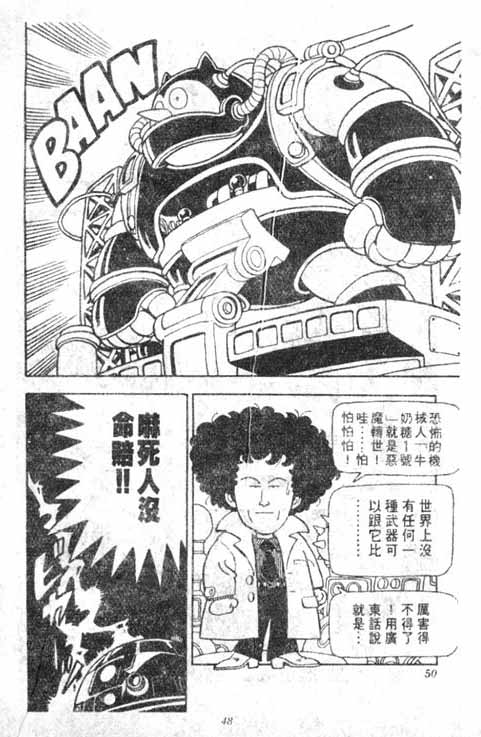 BAAN
恐怖的機
核人「牛
奶糖1號
」就是惡
魔轉世！
哇……怕
怕怕怕！
世界上沒
有任何一
種武器可
以跟它比
………
厲害得
不得了
！用廣
東話說
就是…
嚇死人沒
命賠!!
50
48